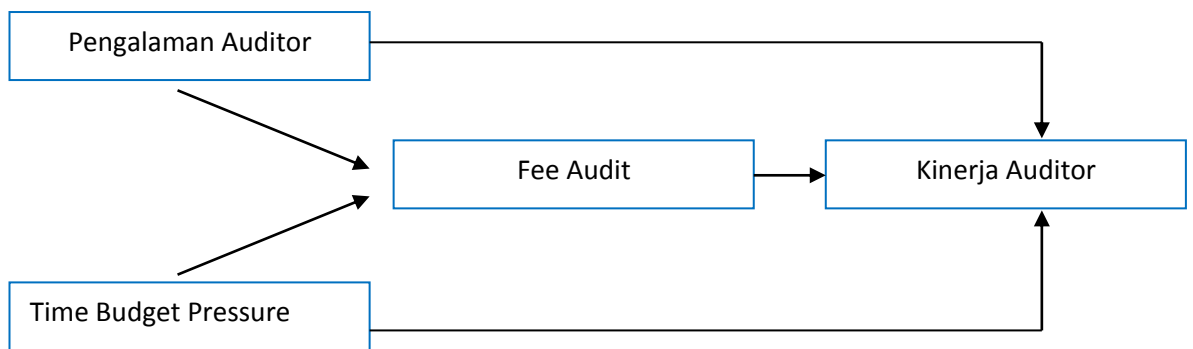 Pengalaman Auditor
Fee Audit
Kinerja Auditor
Time Budget Pressure